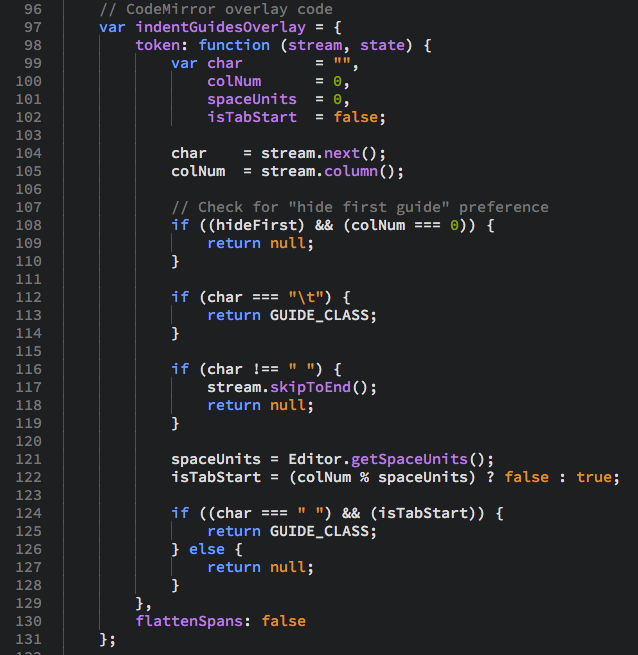 96 // CodeMirror overlay code
97 var indentGuidesOverlay = {
98 token: function (stream, state) {
99 var char = "",
100 colNum = 0,
101 spaceUnits = 0,
102 isTabStart = false;
103
104 char = stream.next();
105 colNum = stream.column();
106
107 // Check for "hide first guide" preference
108 if ((hideFirst) && (colNum === 0)) {
109 return null;
110 }
111
112 if (char === "\t") {
113 return GUIDE_CLASS;
114 }
115
116 if (char !== " ") {
117 stream.skipToEnd();
118 return null;
119 }
120
121 spaceUnits = Editor.getSpaceUnits();
122 isTabStart = (colNum % spaceUnits) ? false : true;
123
124 if ((char === " ") && (isTabStart)) {
125 return GUIDE_CLASS;
126 } else {
127 return null;
128 }
129 },
130 flattenSpans: false
131 };